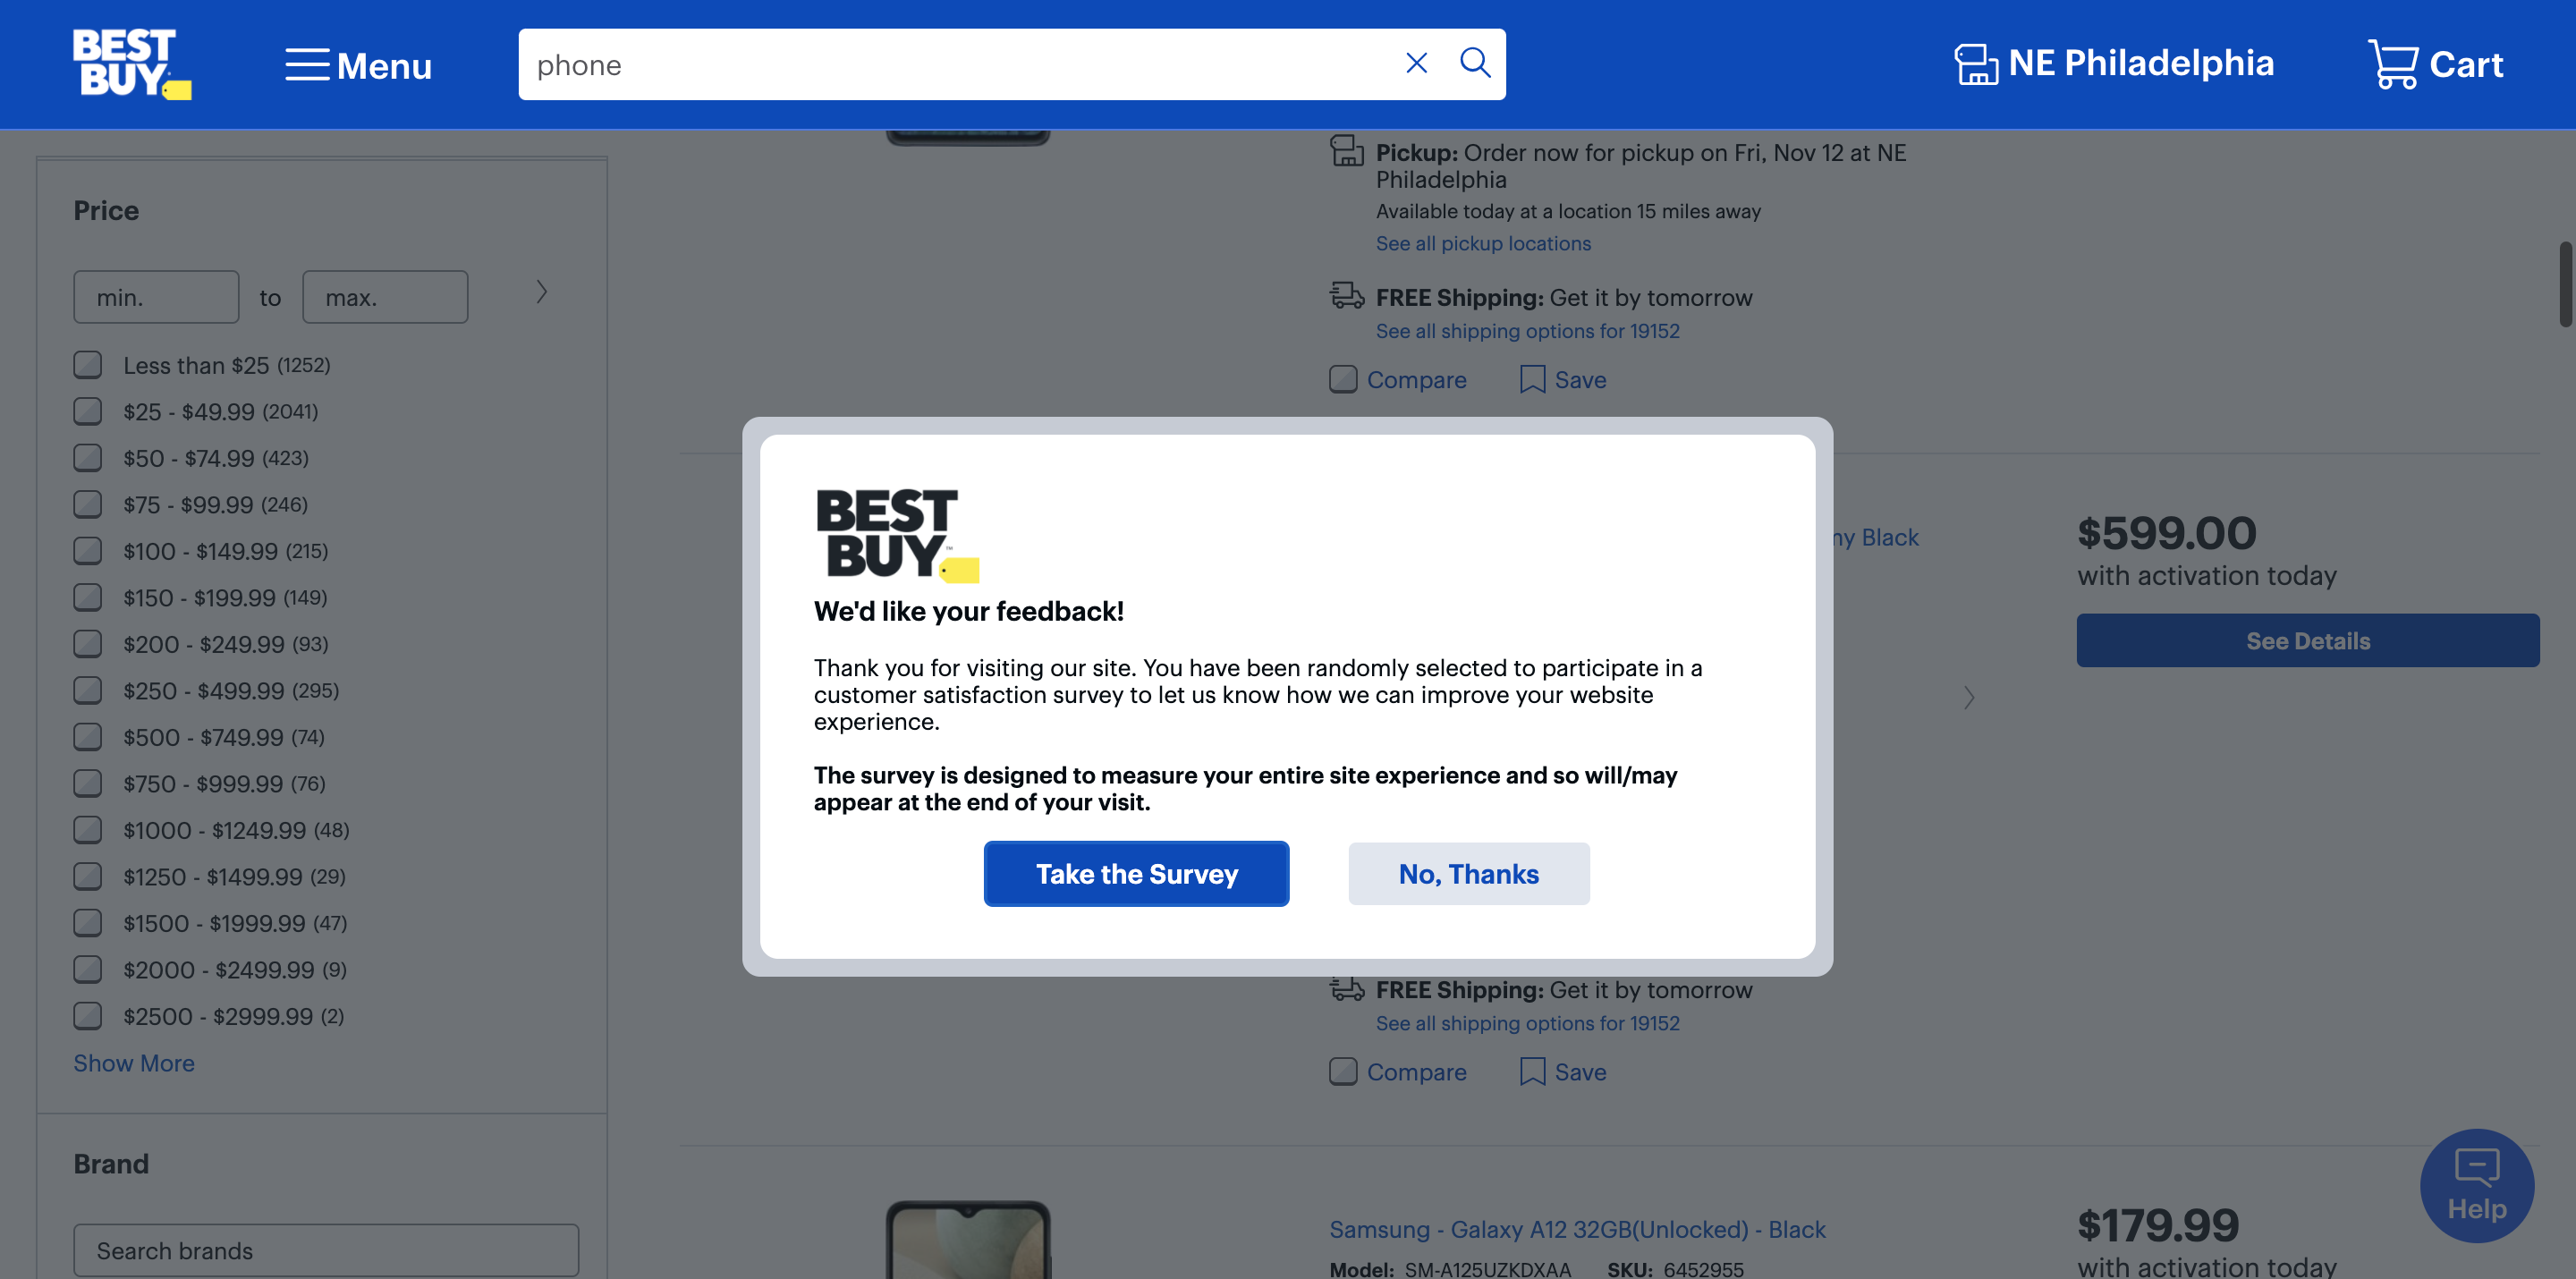 BEST BUY
Menu
phone
NE Philadelphia
Cart
Price
min. to max.
Less than $25 (1252)
$25 - $49.99 (2041)
$50 - $74.99 (423)
$75 - $99.99 (246)
$100 - $149.99 (215)
$150 - $199.99 (149)
$200 - $249.99 (93)
$250 - $499.99 (295)
$500 - $749.99 (74)
$750 - $999.99 (76)
$1000 - $1249.99 (48)
$1250 - $1499.99 (29)
$1500 - $1999.99 (47)
$2000 - $2499.99 (9)
$2500 - $2999.99 (2)
Show More
Brand
Search brands
Pickup: Order now for pickup on Fri, Nov 12 at NE
Philadelphia
Available today at a location 15 miles away
See all pickup locations
FREE Shipping: Get it by tomorrow
See all shipping options for 19152
Compare Save
BEST
BUY™
We'd like your feedback!
Thank you for visiting our site. You have been randomly selected to participate in a
customer satisfaction survey to let us know how we can improve your website
experience.
The survey is designed to measure your entire site experience and so will/may
appear at the end of your visit.
Take the Survey No, Thanks
Black
$599.00
with activation today
See Details
FREE Shipping: Get it by tomorrow
See all shipping options for 19152
Compare Save
Samsung - Galaxy A12 32GB(Unlocked) - Black
Model: SM-A125UZKDXAA SKU: 6452955
$179.99
with activation today
Help